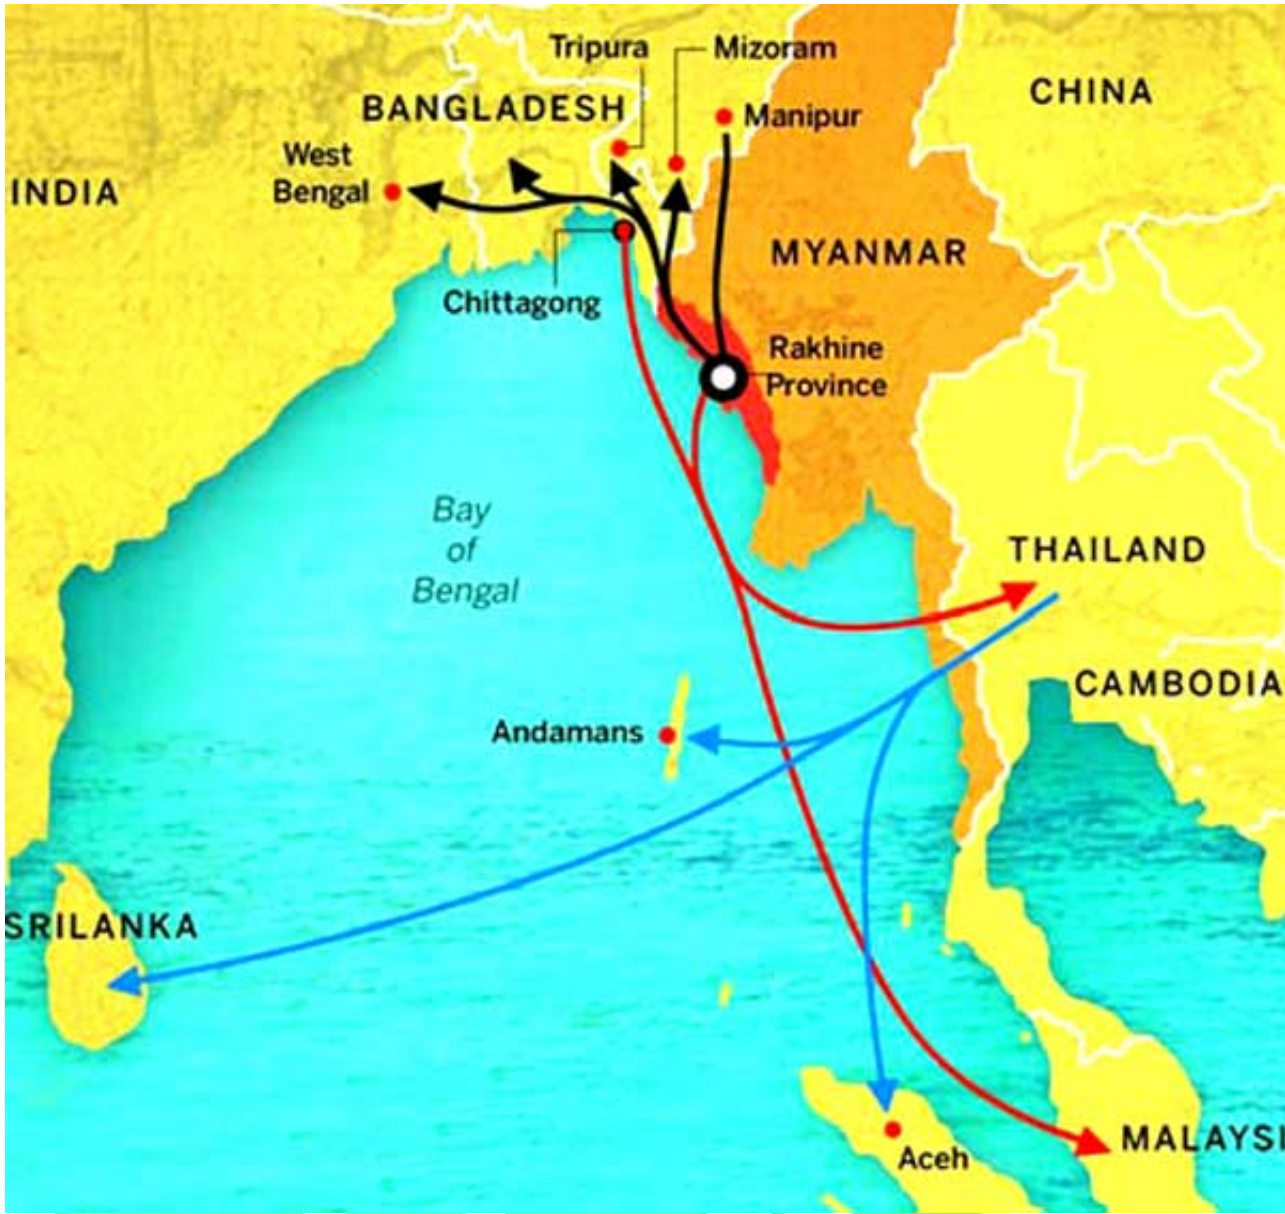 Tripura
Mizoram
BANGLADESH
CHINA
Manipur
West
Bengal
INDIA
MYANMAR
Chittagong
Rakhine
Province
Bay
of
Bengal
THAILAND
CAMBODIA
Andamans
SRILANKA
MALAYSI
Aceh